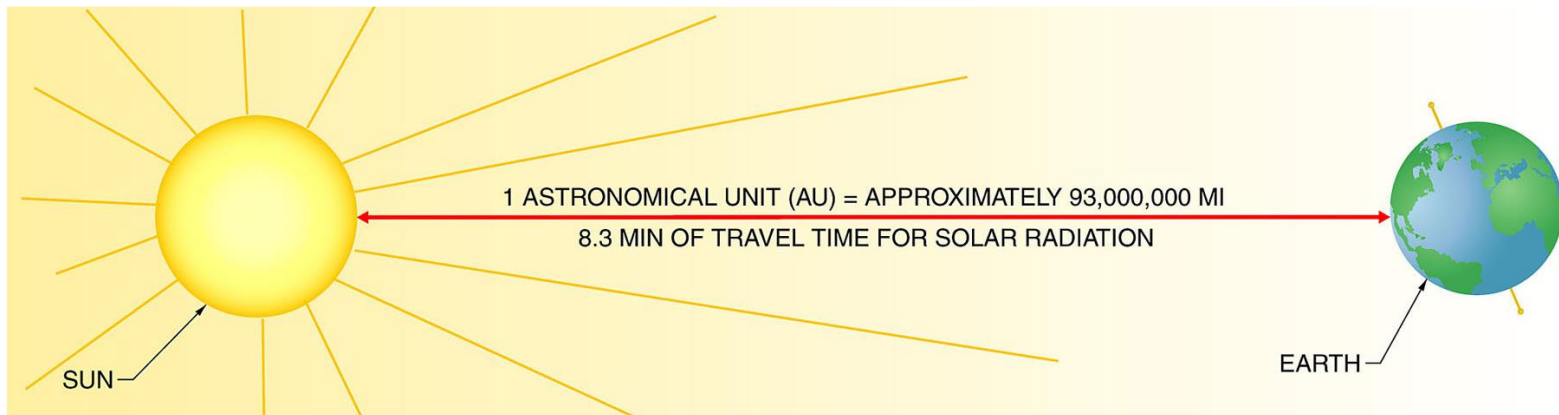 1 ASTRONOMICAL UNIT (AU) = APPROXIMATELY 93,000,000 MI
8.3 MIN OF TRAVEL TIME FOR SOLAR RADIATION
SUN
EARTH